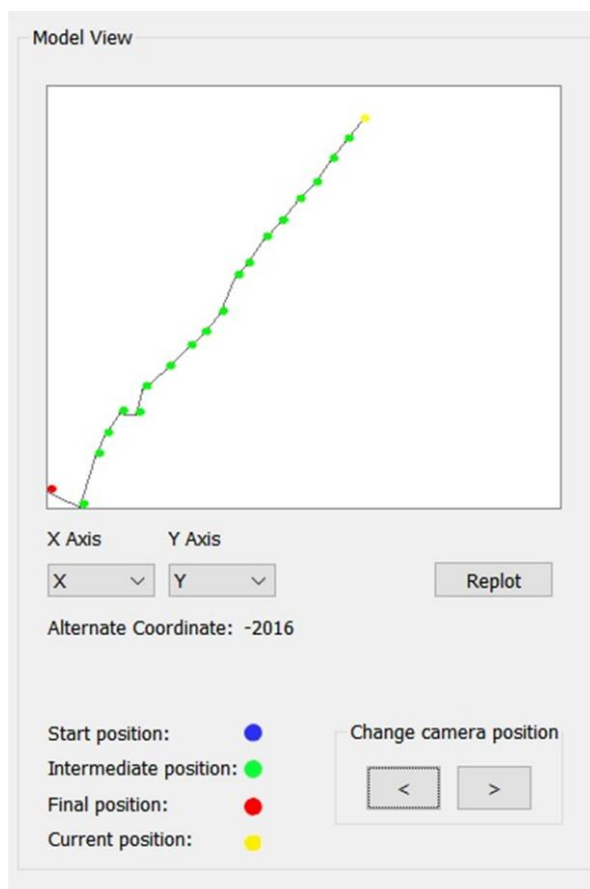 Model View
X Axis Y Axis
X Y Replot
Alternate Coordinate: -2016
Start position: Change camera position
Intermediate position: < >
Final position:
Current position: